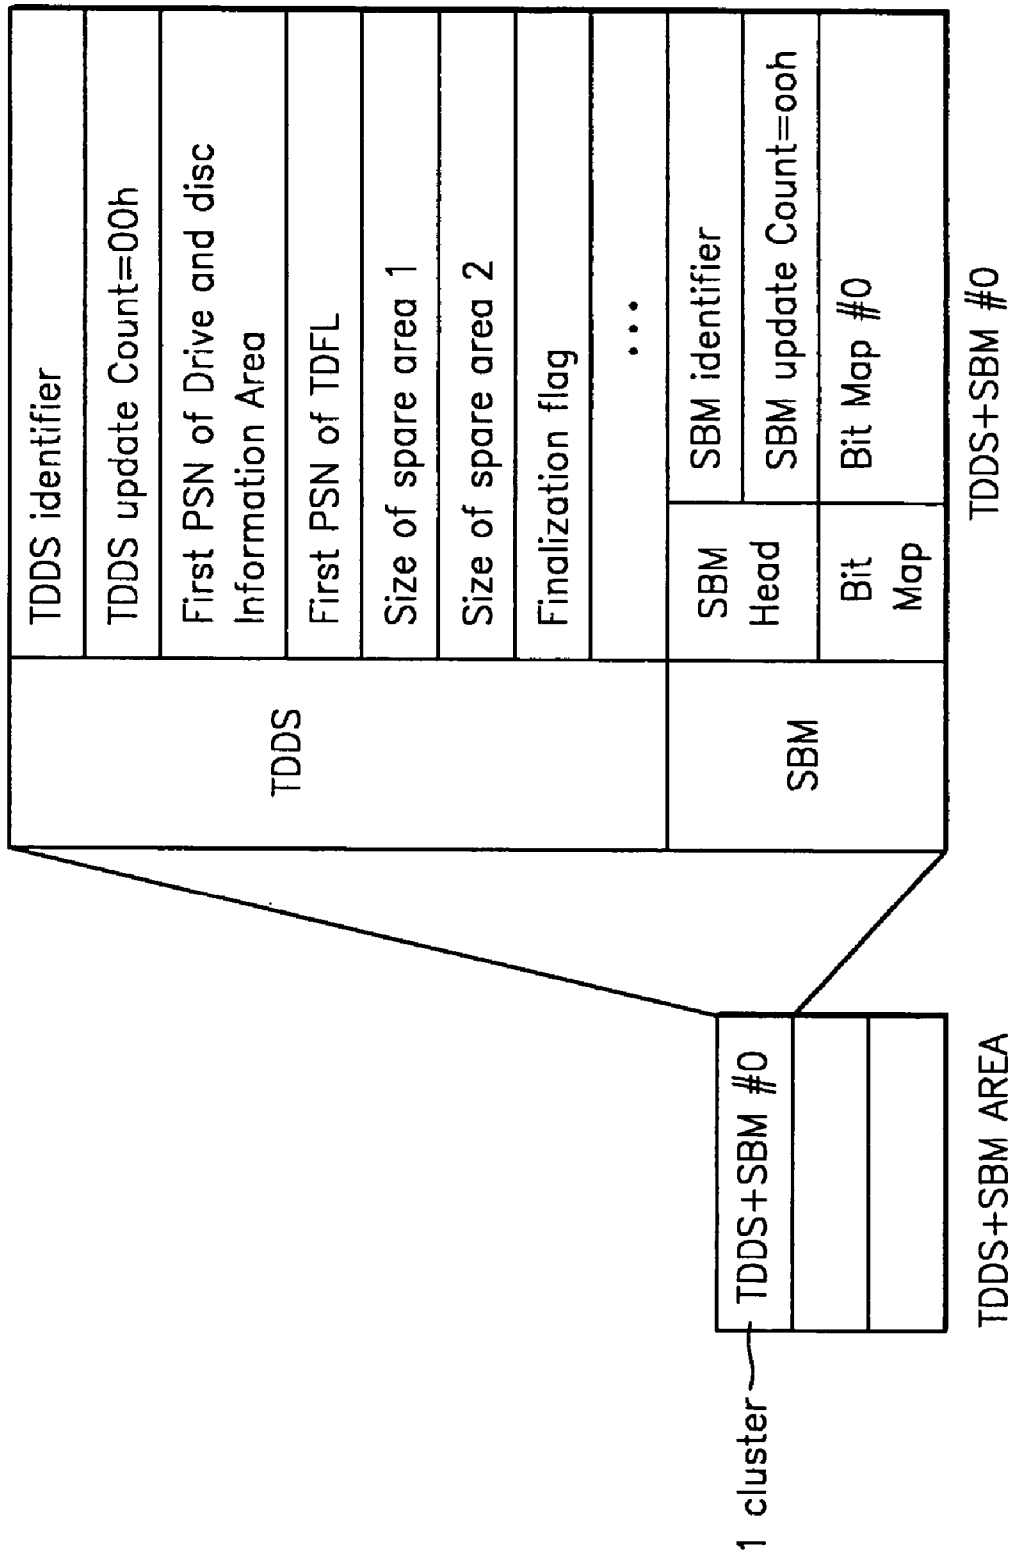 1 cluster
TDDS+SBM #0
TDDS+SBM AREA
TDDS
TDDS identifier
TDDS update Count=00h
First PSN of Drive and disc
Information Area
First PSN of TDFL
Size of spare area 1
Size of spare area 2
Finalization flag
...
SBM
SBM
Head
SBM identifier
SBM update Count=ooh
Bit
Map
Bit Map #0
TDDS+SBM #0